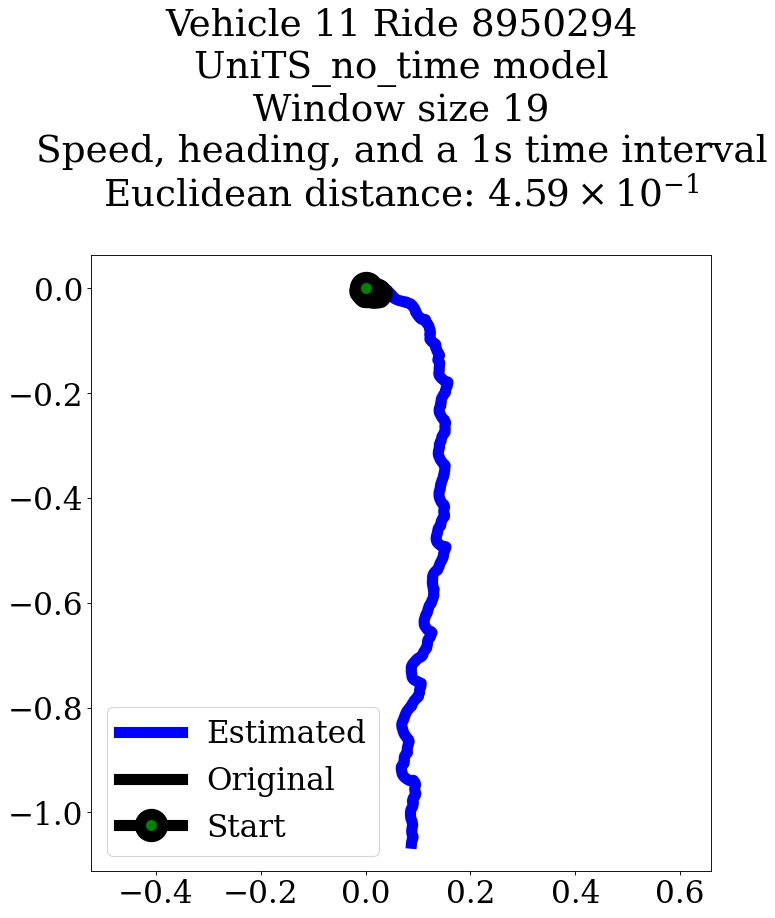 Vehicle 11 Ride 8950294
UniTS_no_time model
Window size 19
Speed, heading, and a 1s time interval
Euclidean distance: 4.59 × 10⁻¹
0.0
−0.2
−0.4
−0.6
−0.8
−1.0
Estimated
Original
Start
−0.4 −0.2 0.0 0.2 0.4 0.6